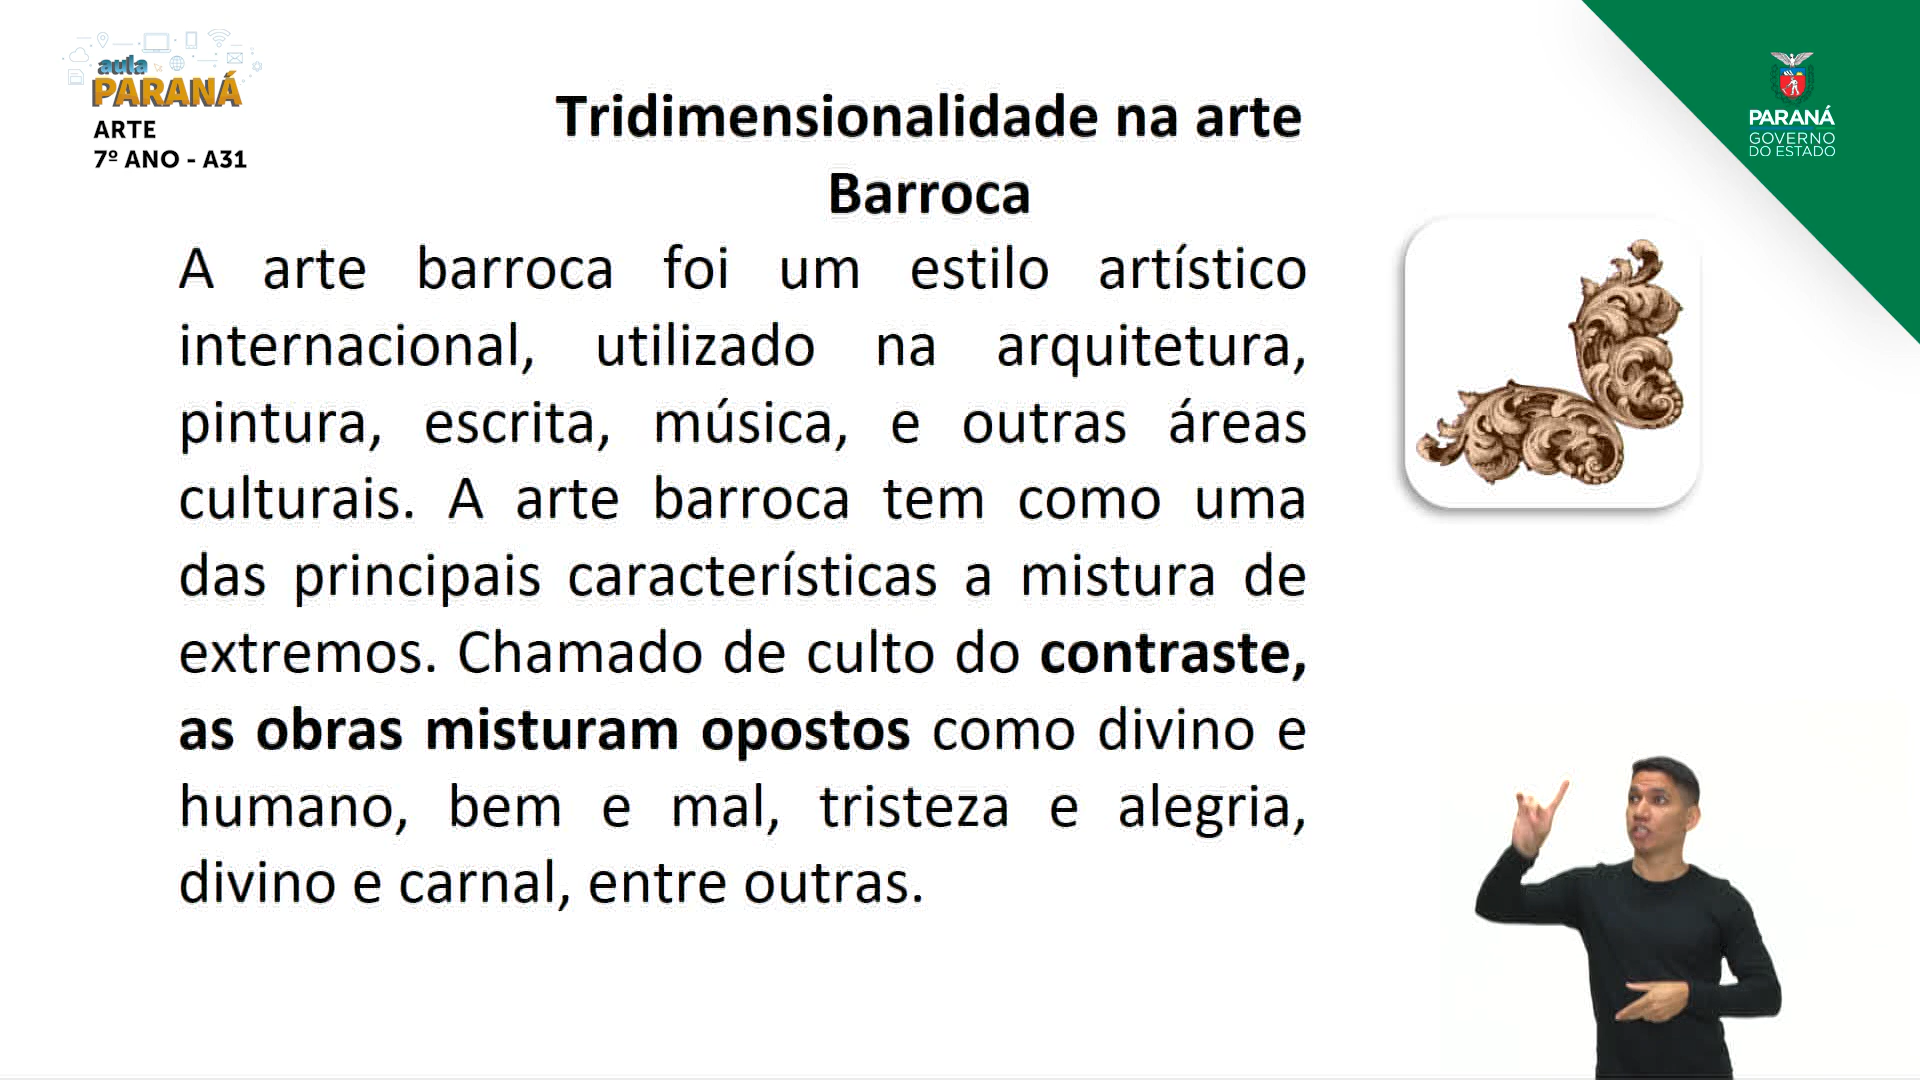 aula
PARANÁ
ARTE
7º ANO - A31
PARANÁ
GOVERNO
DO ESTADO
Tridimensionalidade na arte
Barroca
A arte barroca foi um estilo artístico
internacional, utilizado na arquitetura,
pintura, escrita, música, e outras áreas
culturais. A arte barroca tem como uma
das principais características a mistura de
extremos. Chamado de culto do contraste,
as obras misturam opostos como divino e
humano, bem e mal, tristeza e alegria,
divino e carnal, entre outras.